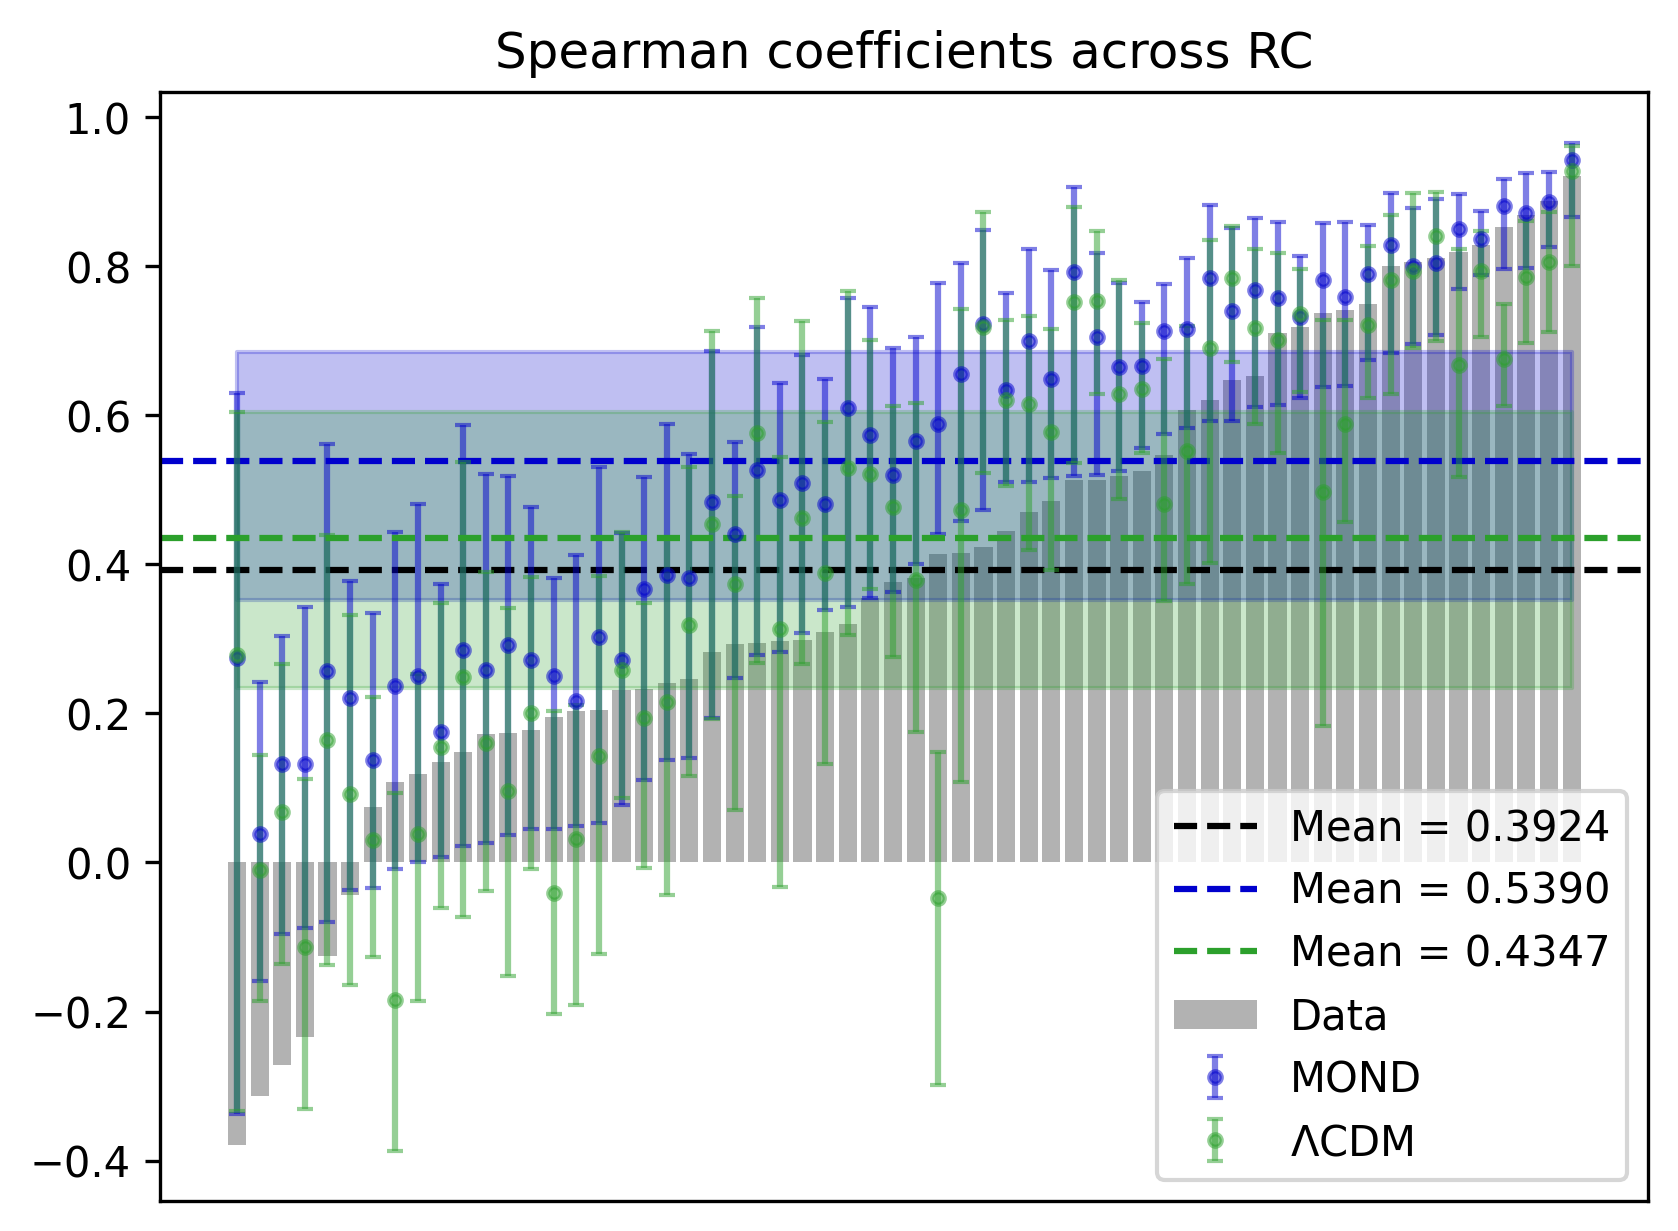 Spearman coefficients across RC
1.0
0.8
0.6
0.4
0.2
0.0
−0.2
−0.4
Mean = 0.3924
Mean = 0.5390
Mean = 0.4347
Data
MOND
ΛCDM